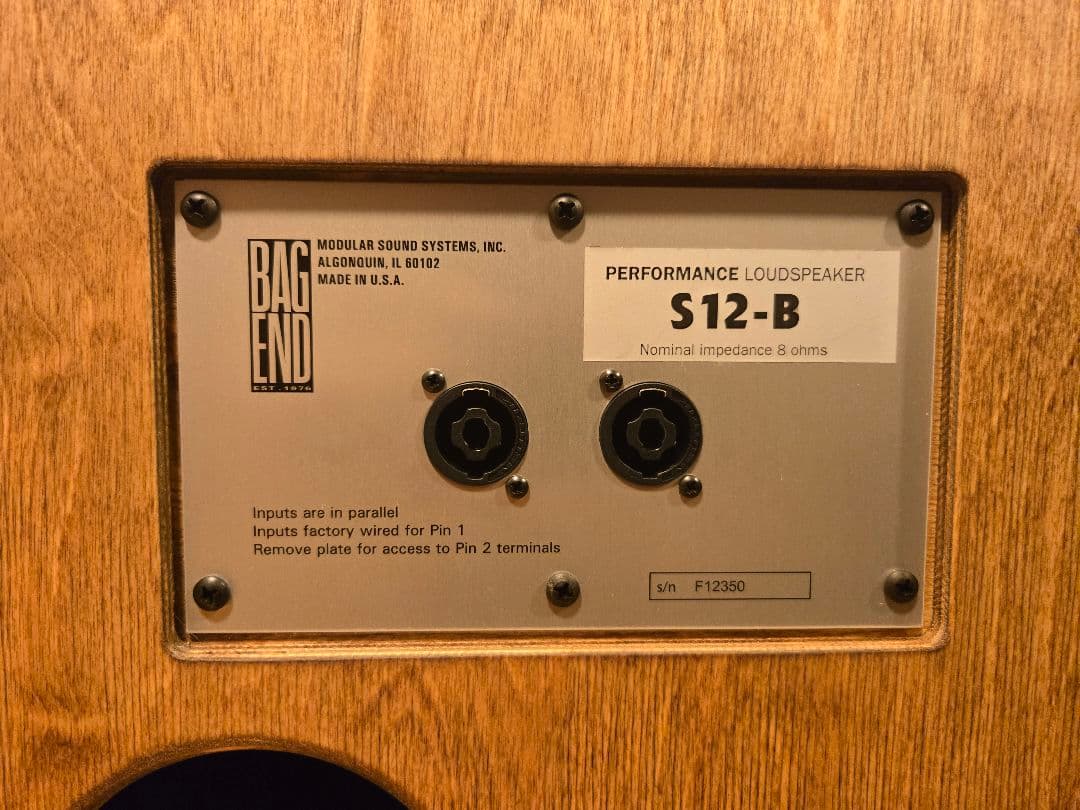 BAG
END
EST. 1976
MODULAR SOUND SYSTEMS, INC.
ALGONQUIN, IL 60102
MADE IN U.S.A.
PERFORMANCE LOUDSPEAKER
S12-B
Nominal impedance 8 ohms
Inputs are in parallel
Inputs factory wired for Pin 1
Remove plate for access to Pin 2 terminals
s/n F12350